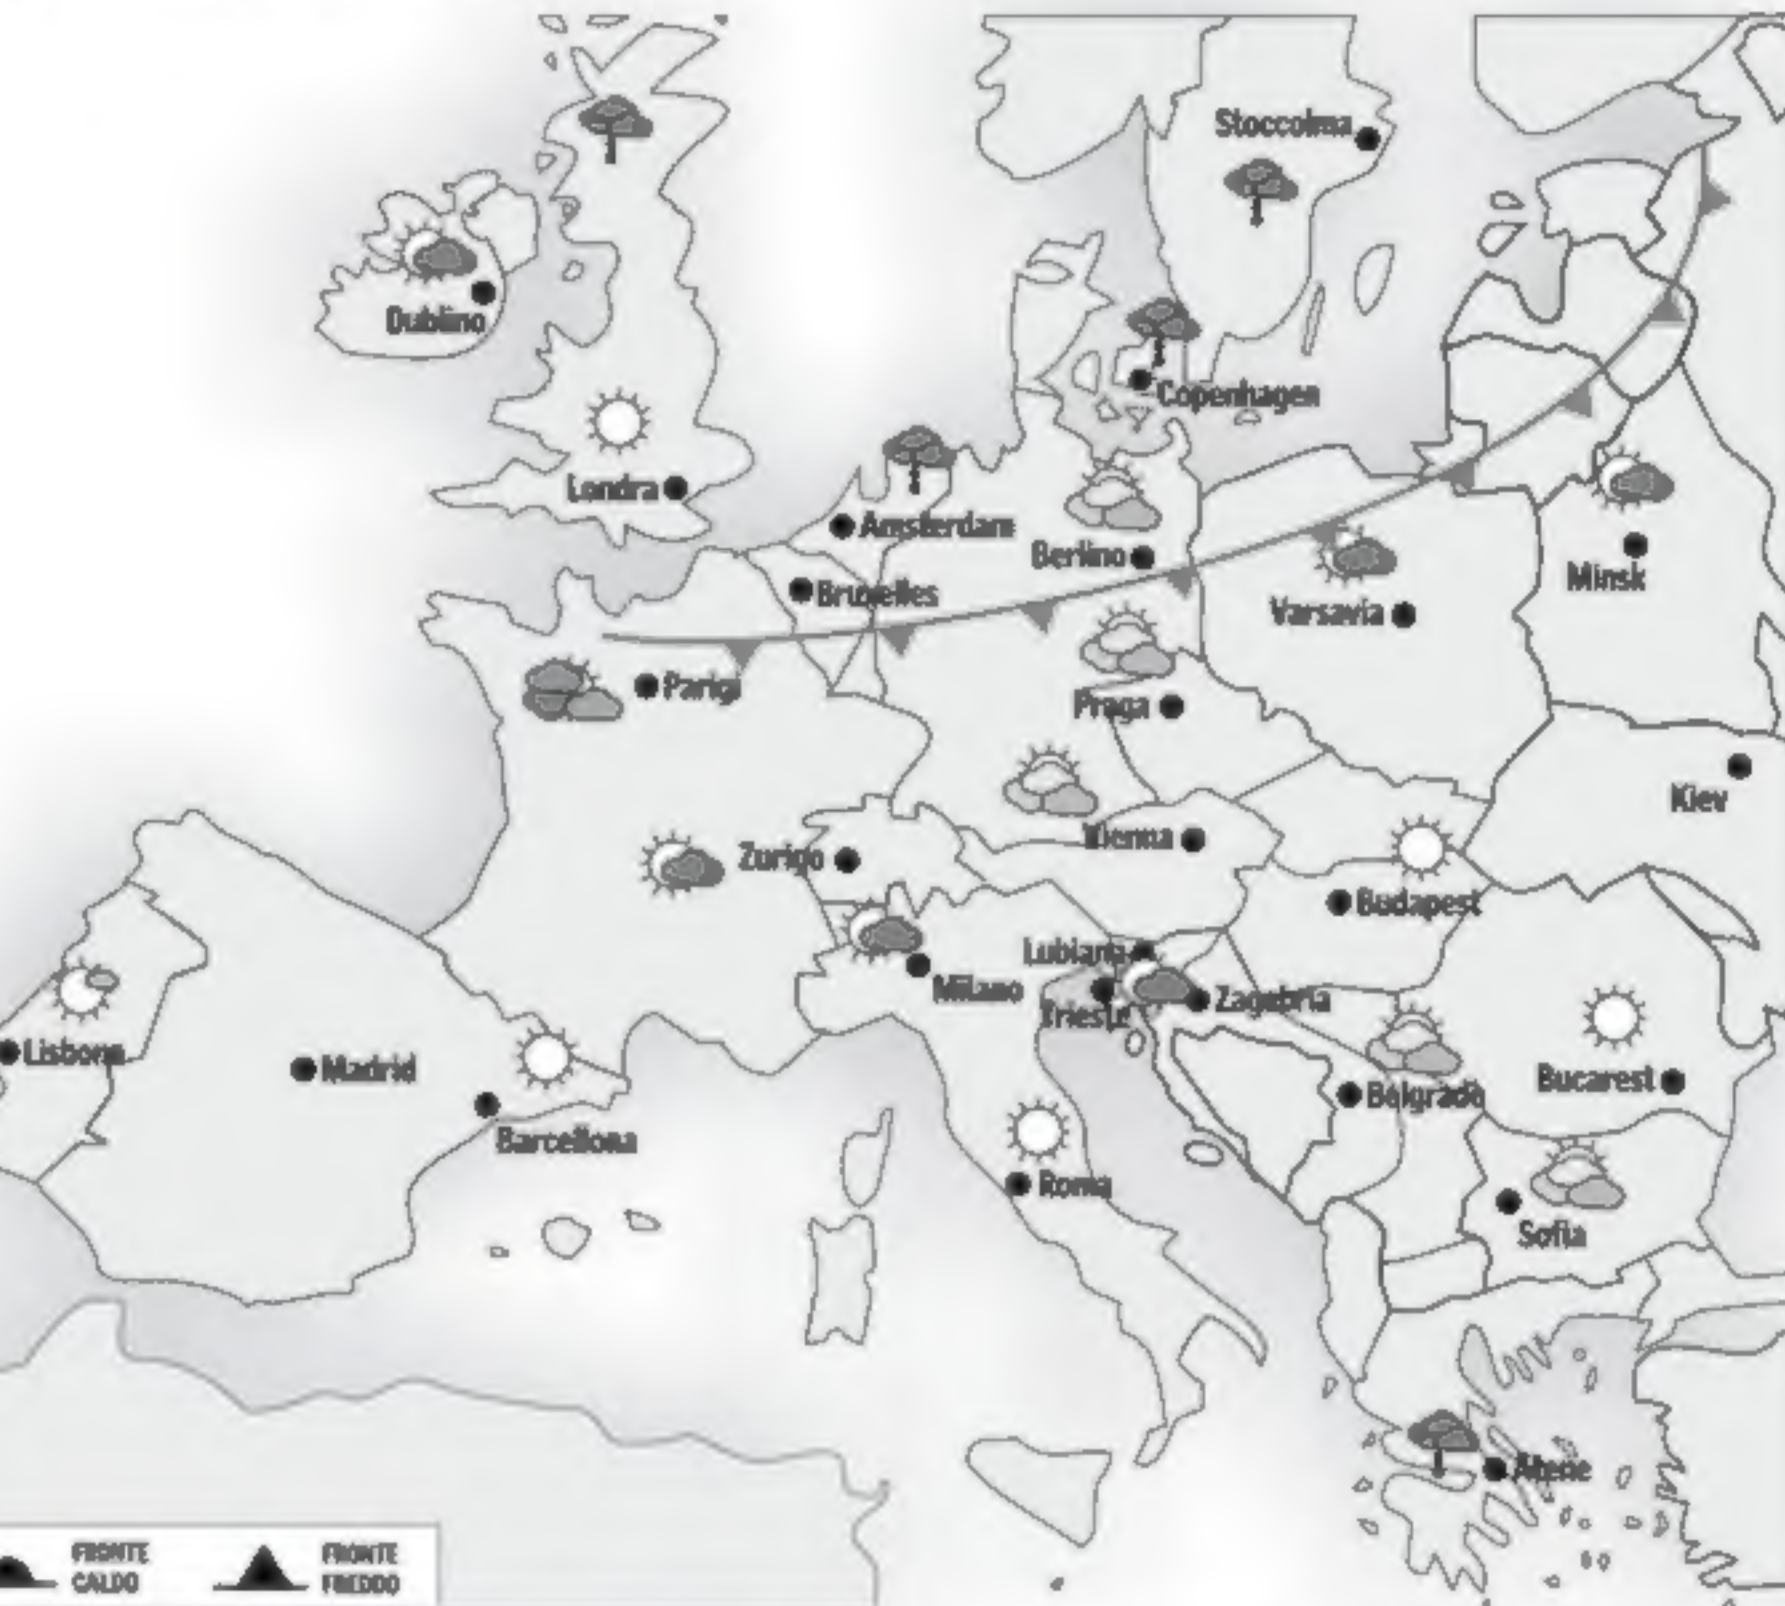 Stoccolma
Dublino
Copenhagen
Londra
Amsterdam
Berlino
Bruxelles
Minsk
Varsavia
Parigi
Praga
Kiev
Vienna
Zurigo
Budapest
Lubiana
Milano
Trieste
Zagabria
Lisbona
Madrid
Belgrado
Bucarest
Barcellona
Roma
Sofia
Atene
FRONTE
CALDO
FRONTE
FREDDO